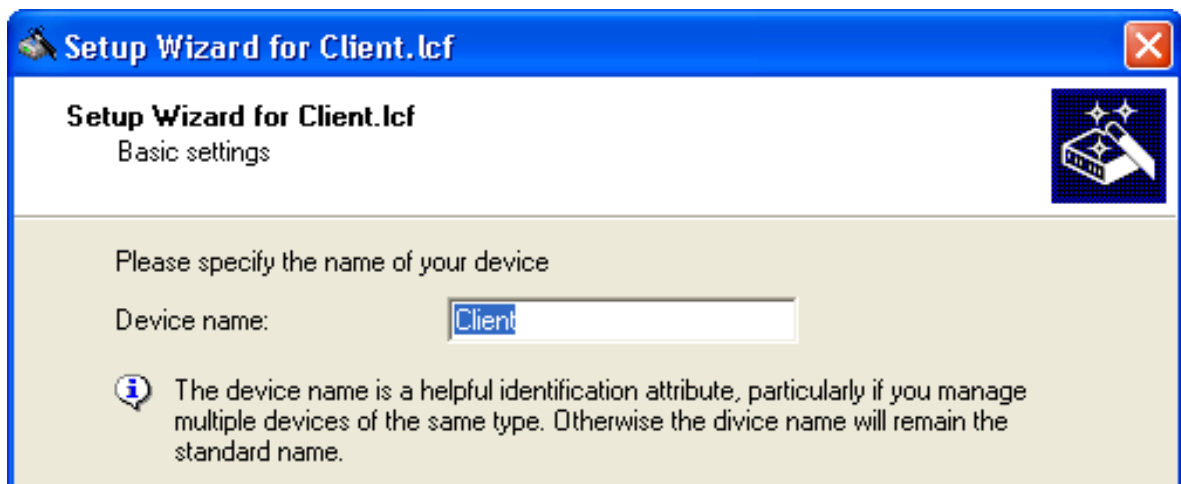 Setup Wizard for Client.lcf
Setup Wizard for Client.lcf
Basic settings
Please specify the name of your device
Device name: Client
The device name is a helpful identification attribute, particularly if you manage
multiple devices of the same type. Otherwise the divice name will remain the
standard name.